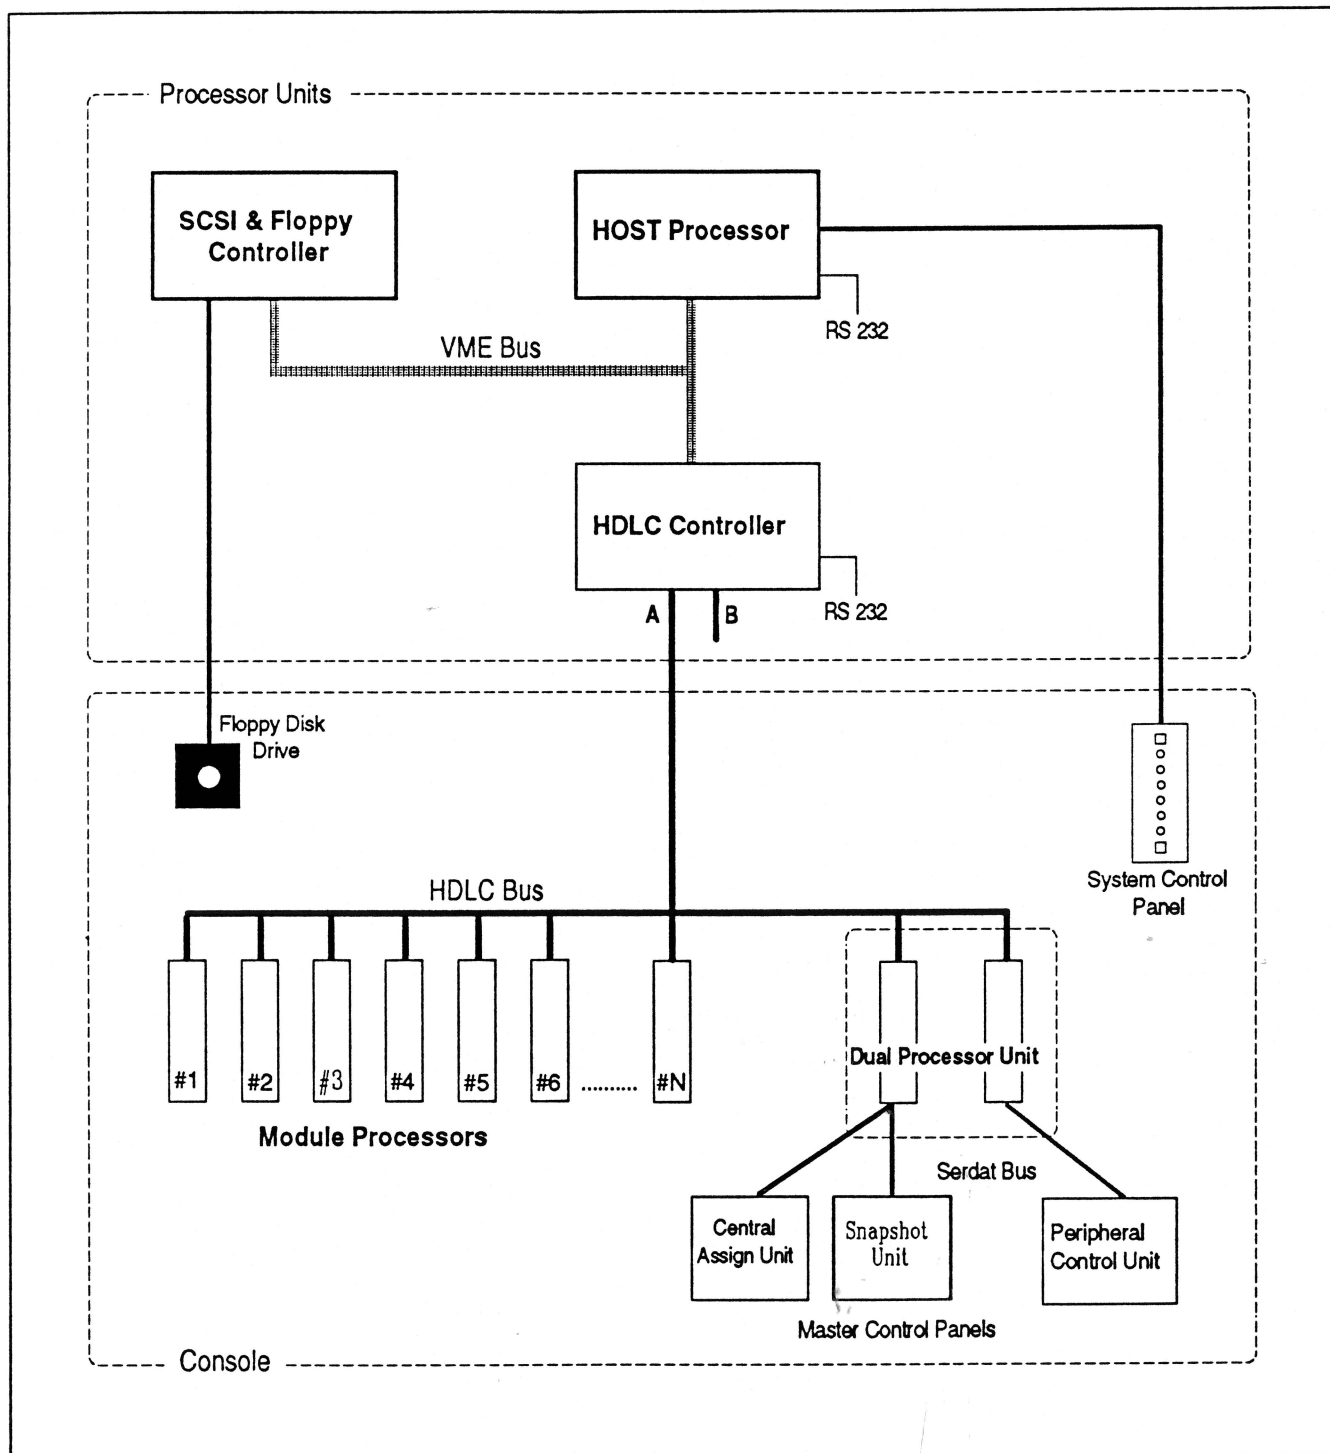 Processor Units
SCSI & Floppy
Controller
HOST Processor
RS 232
VME Bus
HDLC Controller
A
B
RS 232
Floppy Disk
Drive
System Control
Panel
HDLC Bus
#1
#2
#3
#4
#5
#6
..........
#N
Dual Processor Unit
Module Processors
Serdat Bus
Central
Assign Unit
Snapshot
Unit
Peripheral
Control Unit
Master Control Panels
Console